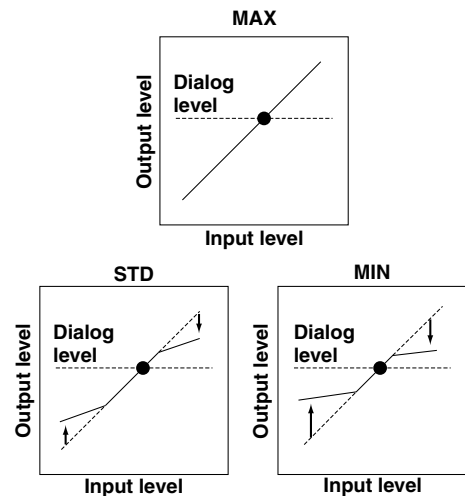 MAX
Dialog
level
Output level
Input level
STD
Dialog
level
Output level
Input level
MIN
Dialog
level
Output level
Input level